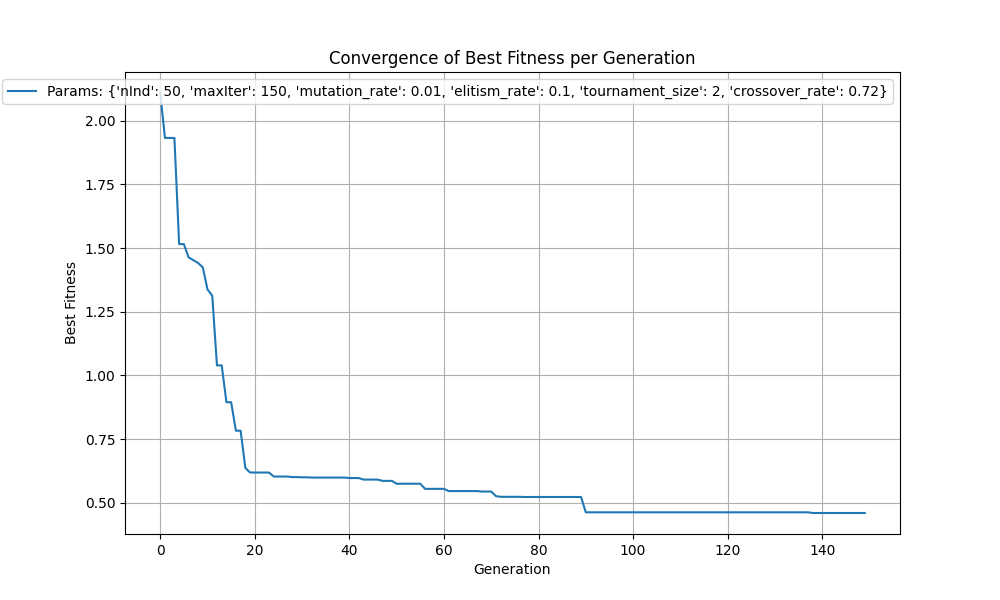 Convergence of Best Fitness per Generation
Params: {'nInd': 50, 'maxIter': 150, 'mutation_rate': 0.01, 'elitism_rate': 0.1, 'tournament_size': 2, 'crossover_rate': 0.72}
2.00
1.75
1.50
1.25
1.00
0.75
0.50
Best Fitness
0 20 40 60 80 100 120 140
Generation